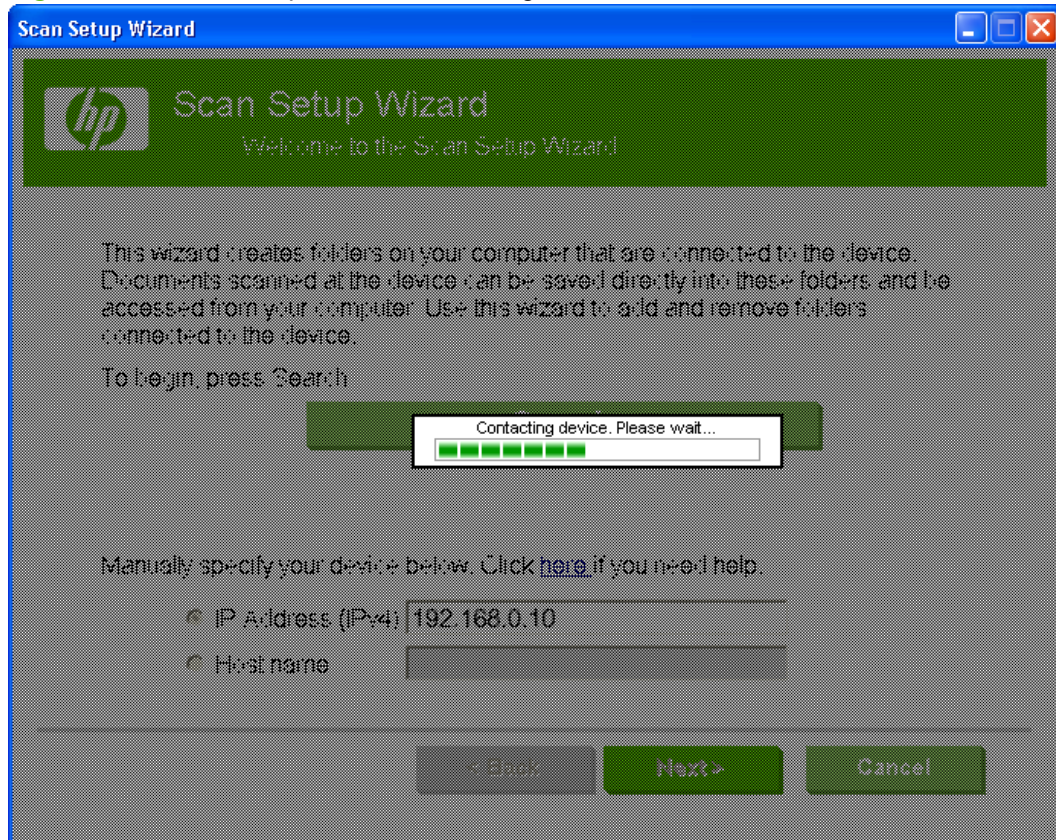 Scan Setup Wizard
hp
Scan Setup Wizard
Welcome to the Scan Setup Wizard
This wizard creates folders on your computer that are connected to the device.
Documents scanned at the device can be saved directly into these folders and be
accessed from your computer. Use this wizard to add and remove folders
connected to the device.
To begin, press Search
Contacting device. Please wait...
Manually specify your device below. Click here if you need help.
IP Address (IPv4) 192.168.0.10
Host name
< Back Next > Cancel